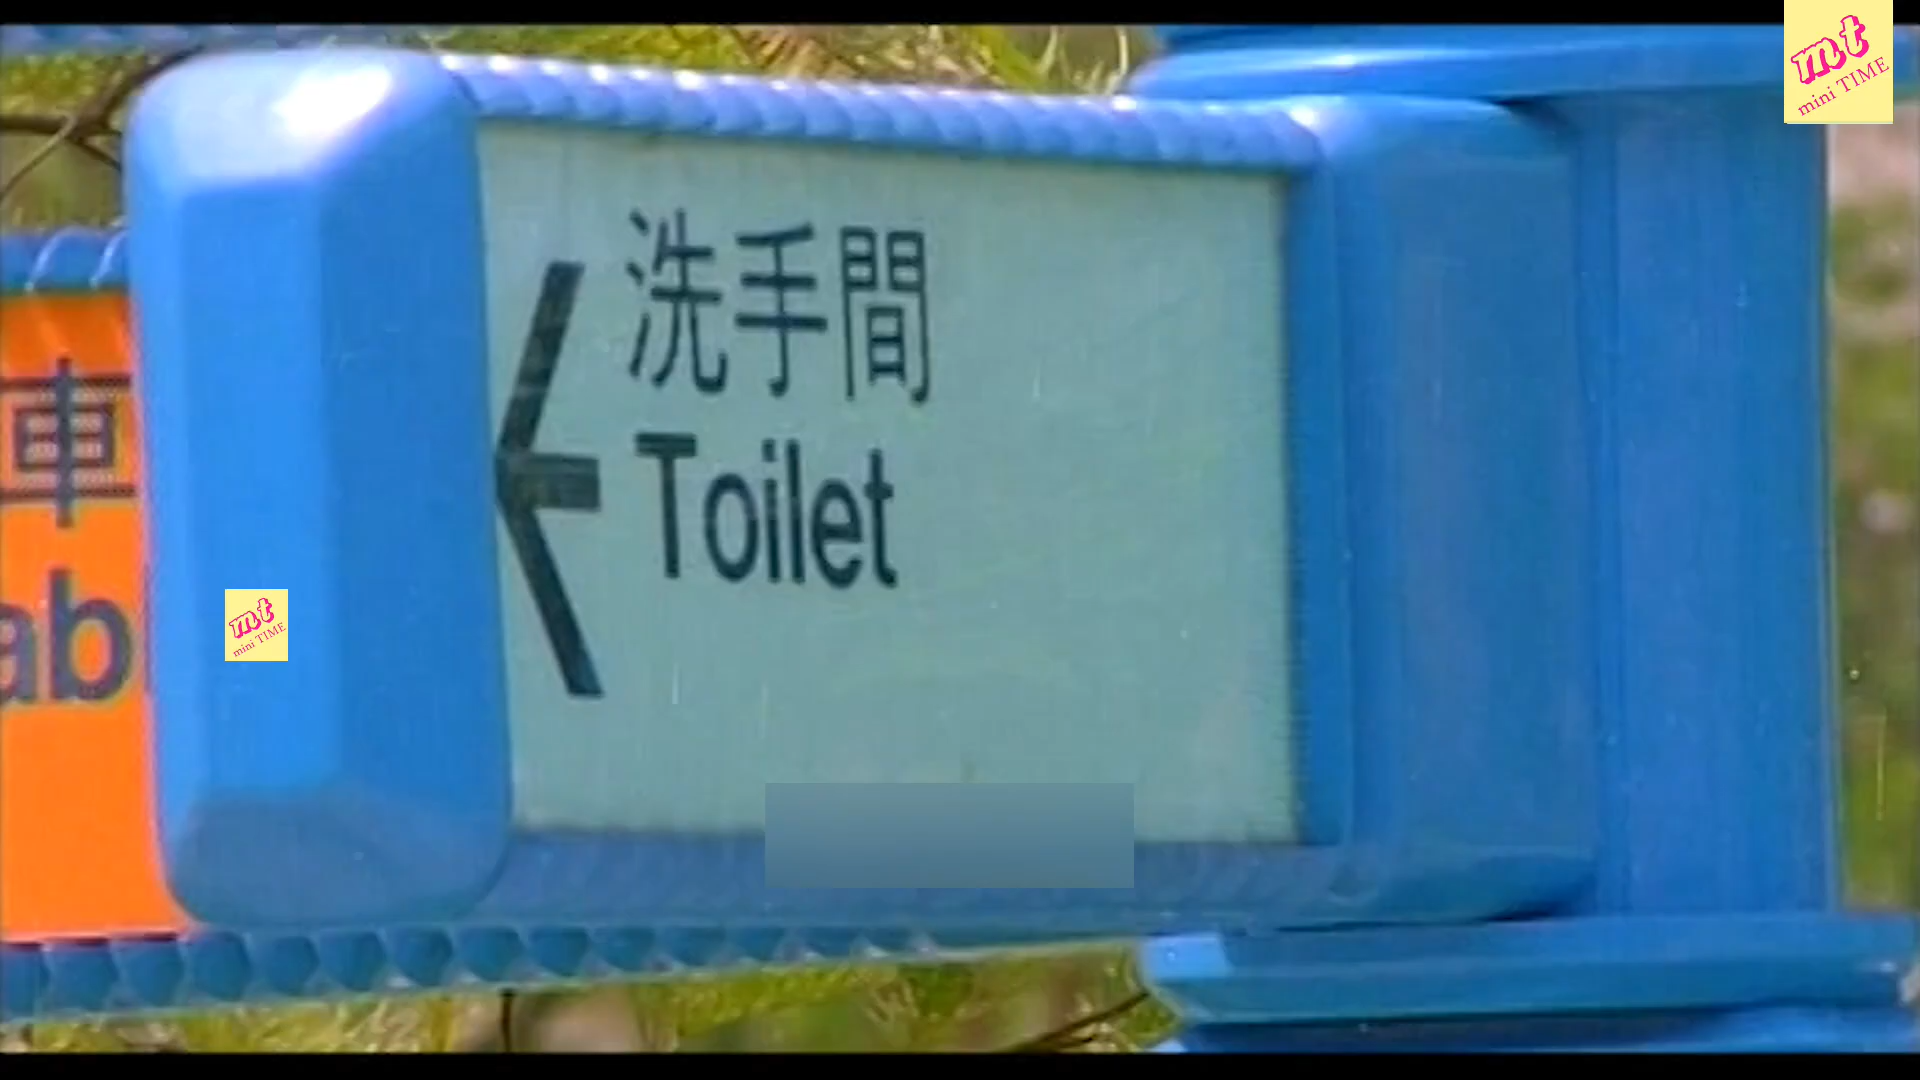 洗手間
Toilet
車
ab
mt
mini TIME
mt
mini TIME